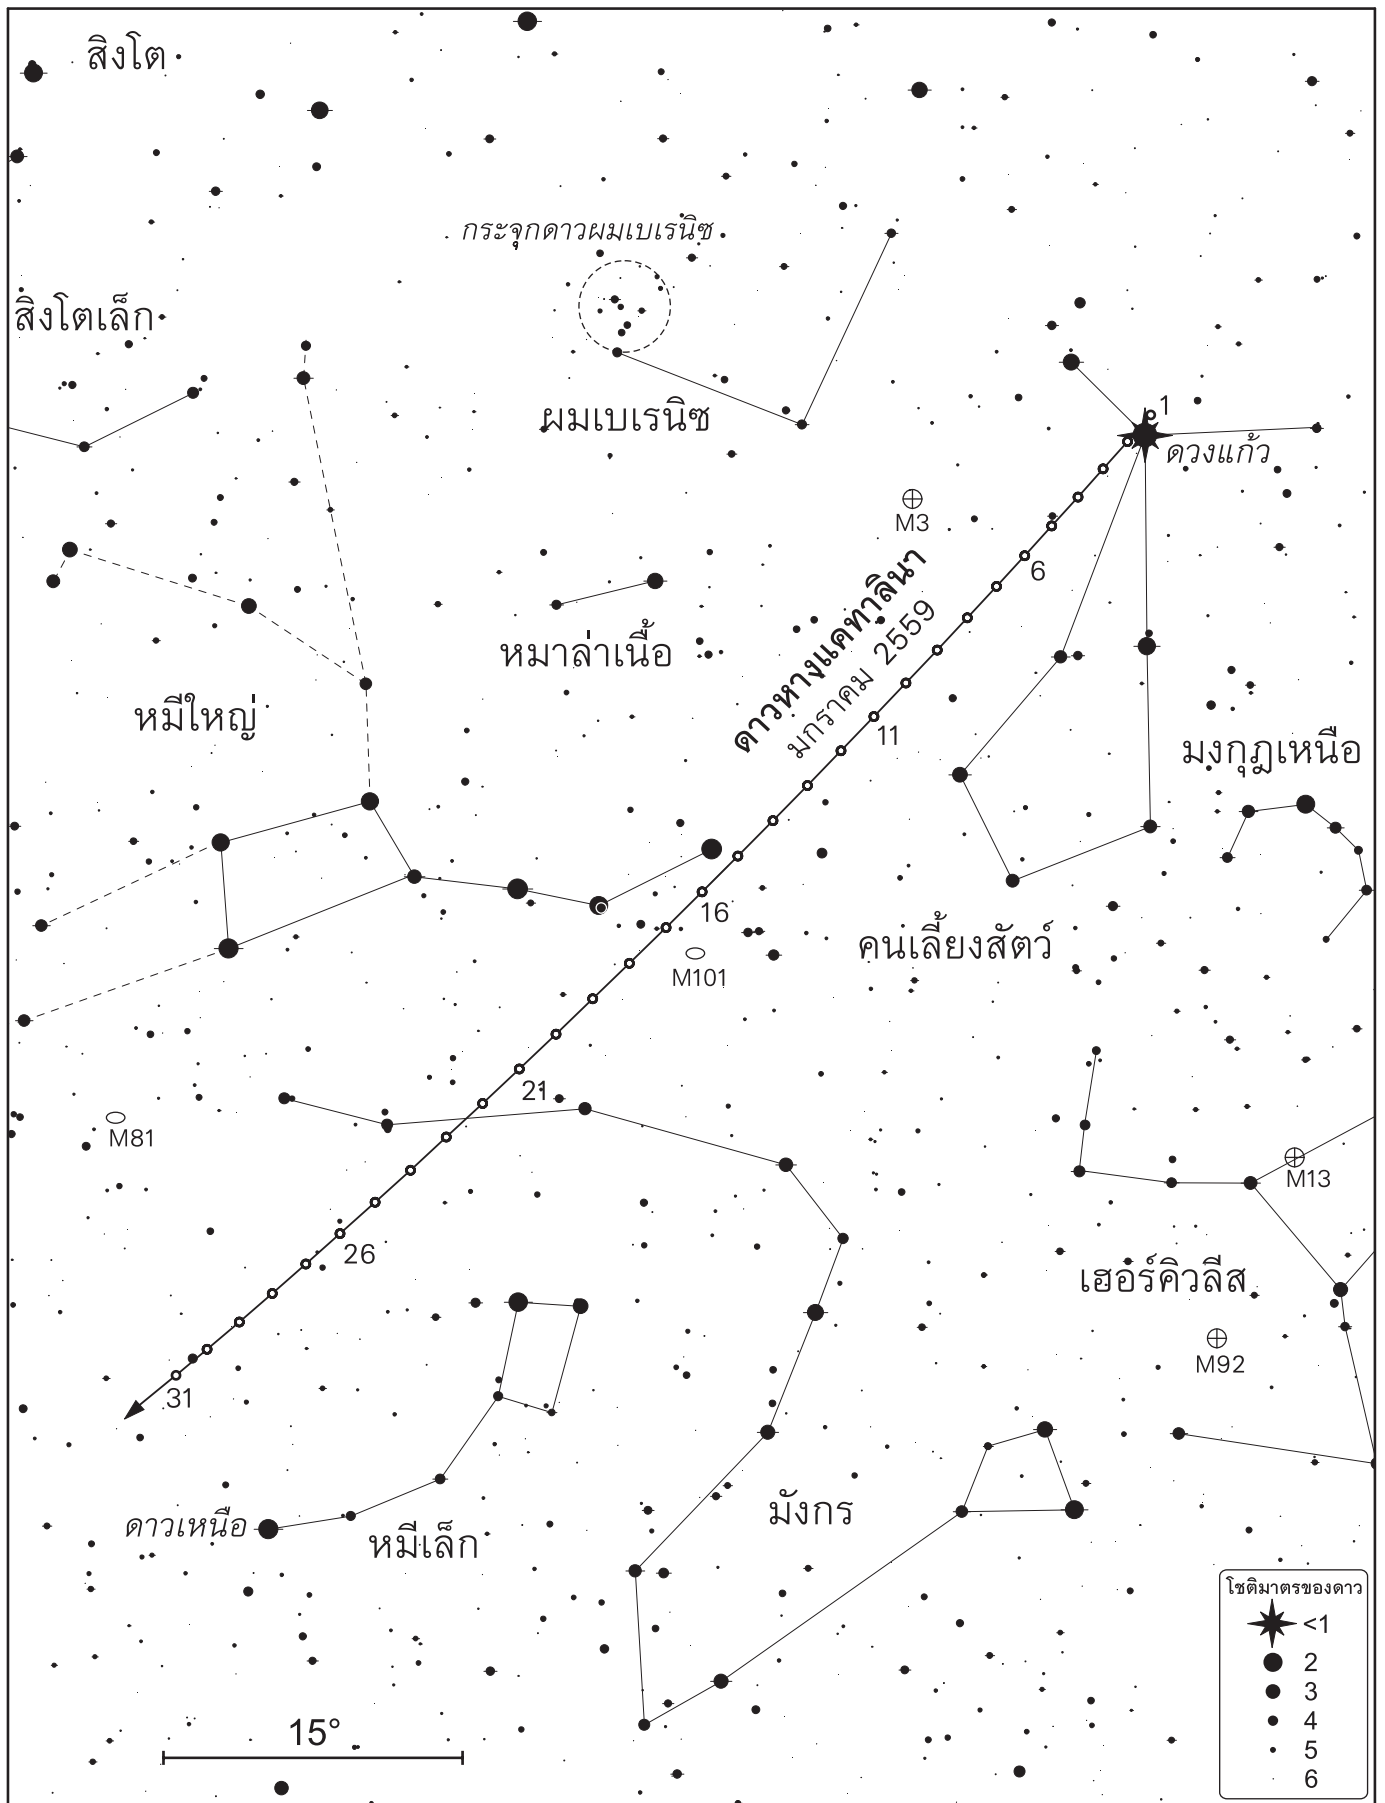 สิงโต
กระจุกดาวผมเบเรนิซ
สิงโตเล็ก
ผมเบเรนิซ
1
ดวงแก้ว
M3
6
ดาวหางแคทาลินา
มกราคม 2559
หมาล่าเนื้อ
หมีใหญ่
11
มงกุฎเหนือ
16
คนเลี้ยงสัตว์
M101
21
M81
M13
26
เฮอร์คิวลีส
M92
31
ดาวเหนือ
หมีเล็ก
มังกร
โชติมาตรของดาว
<1
2
3
4
5
6
15°